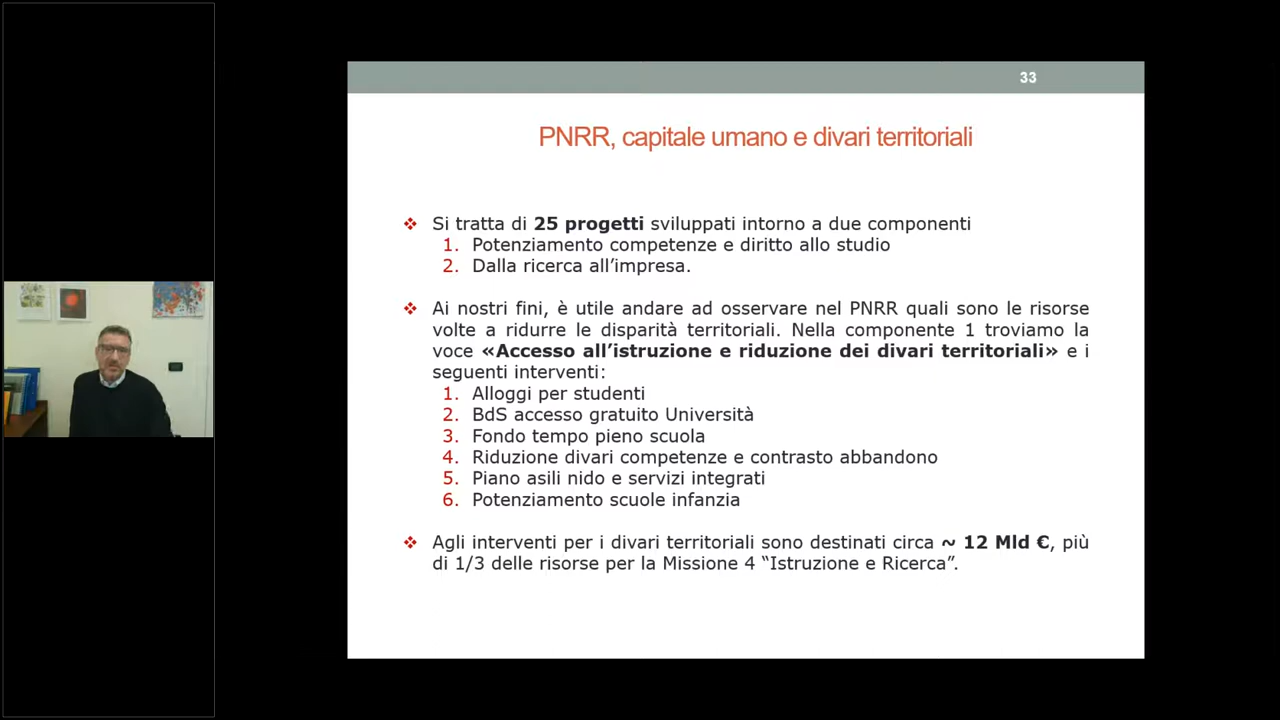 33
PNRR, capitale umano e divari territoriali
❖ Si tratta di 25 progetti sviluppati intorno a due componenti
1. Potenziamento competenze e diritto allo studio
2. Dalla ricerca all’impresa.
❖ Ai nostri fini, è utile andare ad osservare nel PNRR quali sono le risorse
volte a ridurre le disparità territoriali. Nella componente 1 troviamo la
voce «Accesso all’istruzione e riduzione dei divari territoriali» e i
seguenti interventi:
1. Alloggi per studenti
2. BdS accesso gratuito Università
3. Fondo tempo pieno scuola
4. Riduzione divari competenze e contrasto abbandono
5. Piano asili nido e servizi integrati
6. Potenziamento scuole infanzia
❖ Agli interventi per i divari territoriali sono destinati circa ~ 12 Mld €, più
di 1/3 delle risorse per la Missione 4 “Istruzione e Ricerca”.